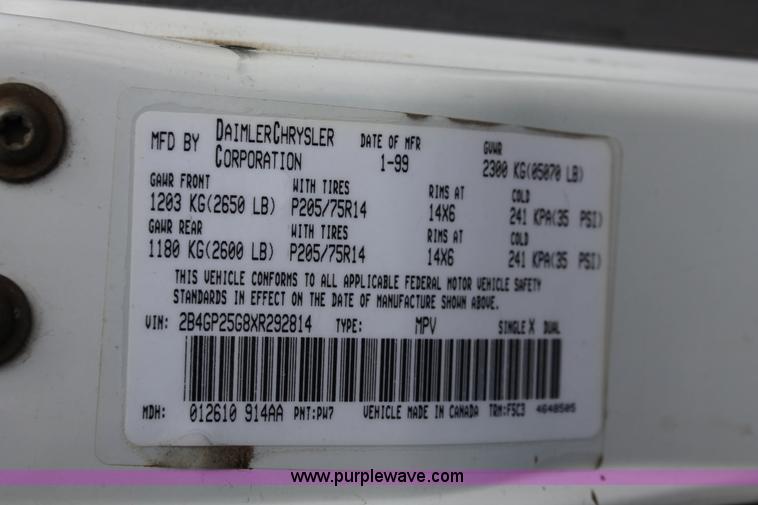 MFD BY DAIMLERCHRYSLER CORPORATION DATE OF MFR 1-99 GVWR 2300 KG(05070 LB)
GAWR FRONT WITH TIRES RIMS AT COLD
1203 KG(2650 LB) P205/75R14 14X6 241 KPA(35 PSI)
GAWR REAR WITH TIRES RIMS AT COLD
1180 KG(2600 LB) P205/75R14 14X6 241 KPA(35 PSI)
THIS VEHICLE CONFORMS TO ALL APPLICABLE FEDERAL MOTOR VEHICLE SAFETY
STANDARDS IN EFFECT ON THE DATE OF MANUFACTURE SHOWN ABOVE.
VIN: 2B4GP25G8XR292814 TYPE: MPV SINGLE X DUAL
MDH: 012610 914AA PNT:PW7 VEHICLE MADE IN CANADA TRM:F5C3 4648505
www.purplewave.com